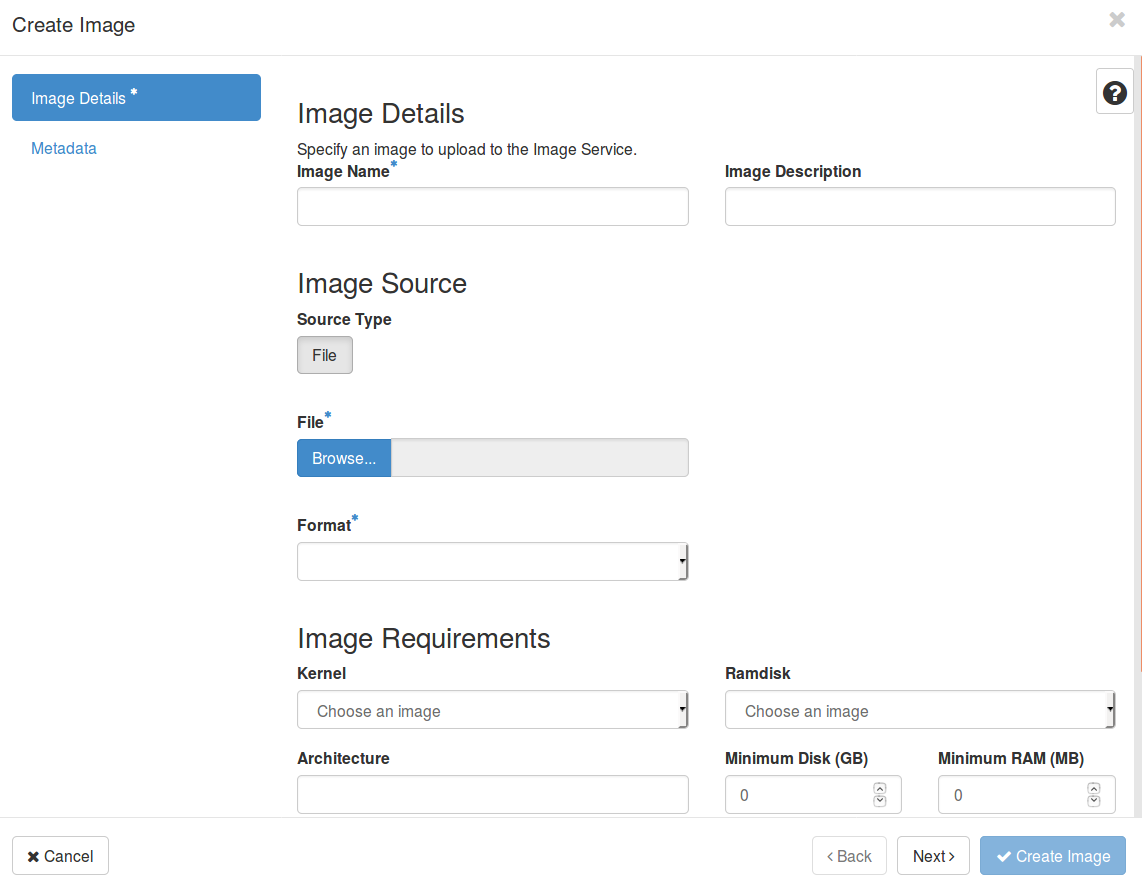 Create Image
Image Details *
Metadata
Image Details
Specify an image to upload to the Image Service.
Image Name*
Image Description
Image Source
Source Type
File
File*
Browse...
Format*
Image Requirements
Kernel
Ramdisk
Choose an image
Choose an image
Architecture
Minimum Disk (GB)
Minimum RAM (MB)
0
0
Cancel
Back
Next
Create Image